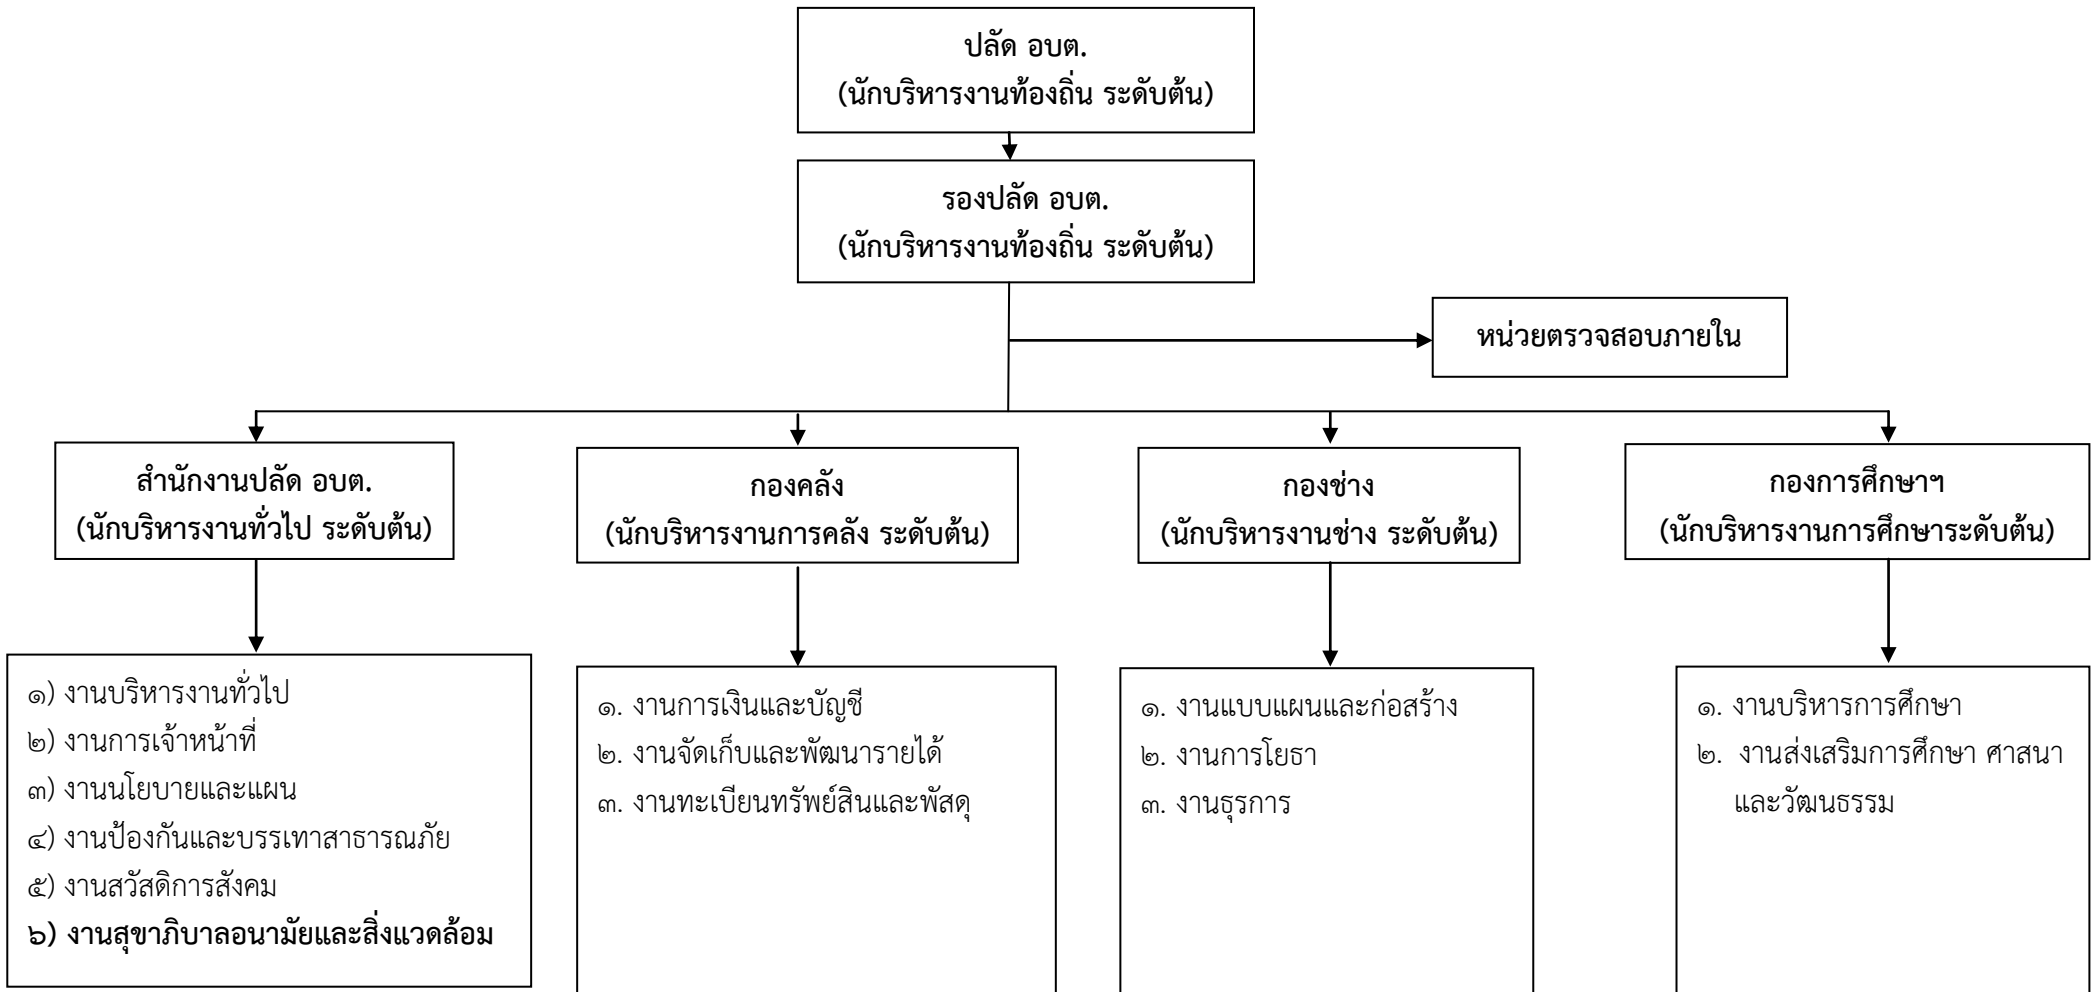 ปลัด อบต.
(นักบริหารงานท้องถิ่น ระดับต้น)
รองปลัด อบต.
(นักบริหารงานท้องถิ่น ระดับต้น)
หน่วยตรวจสอบภายใน
สำนักงานปลัด อบต.
(นักบริหารงานทั่วไป ระดับต้น)
กองคลัง
(นักบริหารงานการคลัง ระดับต้น)
กองช่าง
(นักบริหารงานช่าง ระดับต้น)
กองการศึกษาฯ
(นักบริหารงานการศึกษาระดับต้น)
๑) งานบริหารงานทั่วไป
๒) งานการเจ้าหน้าที่
๓) งานนโยบายและแผน
๔) งานป้องกันและบรรเทาสาธารณภัย
๕) งานสวัสดิการสังคม
๖) งานสุขาภิบาลอนามัยและสิ่งแวดล้อม
๑. งานการเงินและบัญชี
๒. งานจัดเก็บและพัฒนารายได้
๓. งานทะเบียนทรัพย์สินและพัสดุ
๑. งานแบบแผนและก่อสร้าง
๒. งานการโยธา
๓. งานธุรการ
๑. งานบริหารการศึกษา
๒. งานส่งเสริมการศึกษา ศาสนา
และวัฒนธรรม